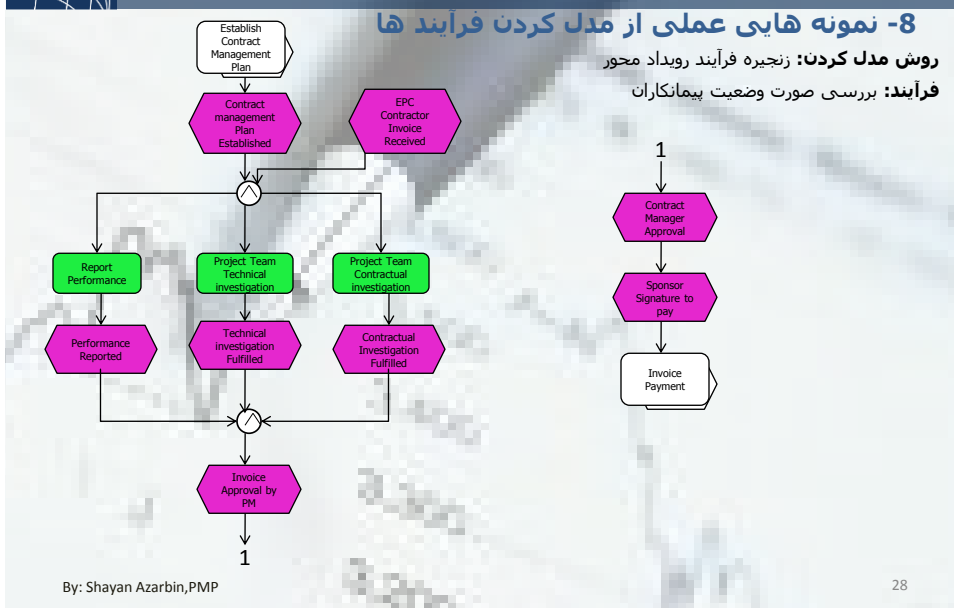 8- نمونه هایی عملی از مدل کردن فرآیند ها
روش مدل کردن: زنجیره فرآیند رویداد محور
فرآیند: بررسی صورت وضعیت پیمانکاران
Establish
Contract
Management
Plan
Contract
management
Plan
Established
EPC
Contractor
Invoice
Received
Report
Performance
Project Team
Technical
investigation
Project Team
Contractual
investigation
Performance
Reported
Technical
investigation
Fulfilled
Contractual
Investigation
Fulfilled
Invoice
Approval by
PM
1
1
Contract
Manager
Approval
Sponsor
Signature to
pay
Invoice
Payment
By: Shayan Azarbin,PMP
28